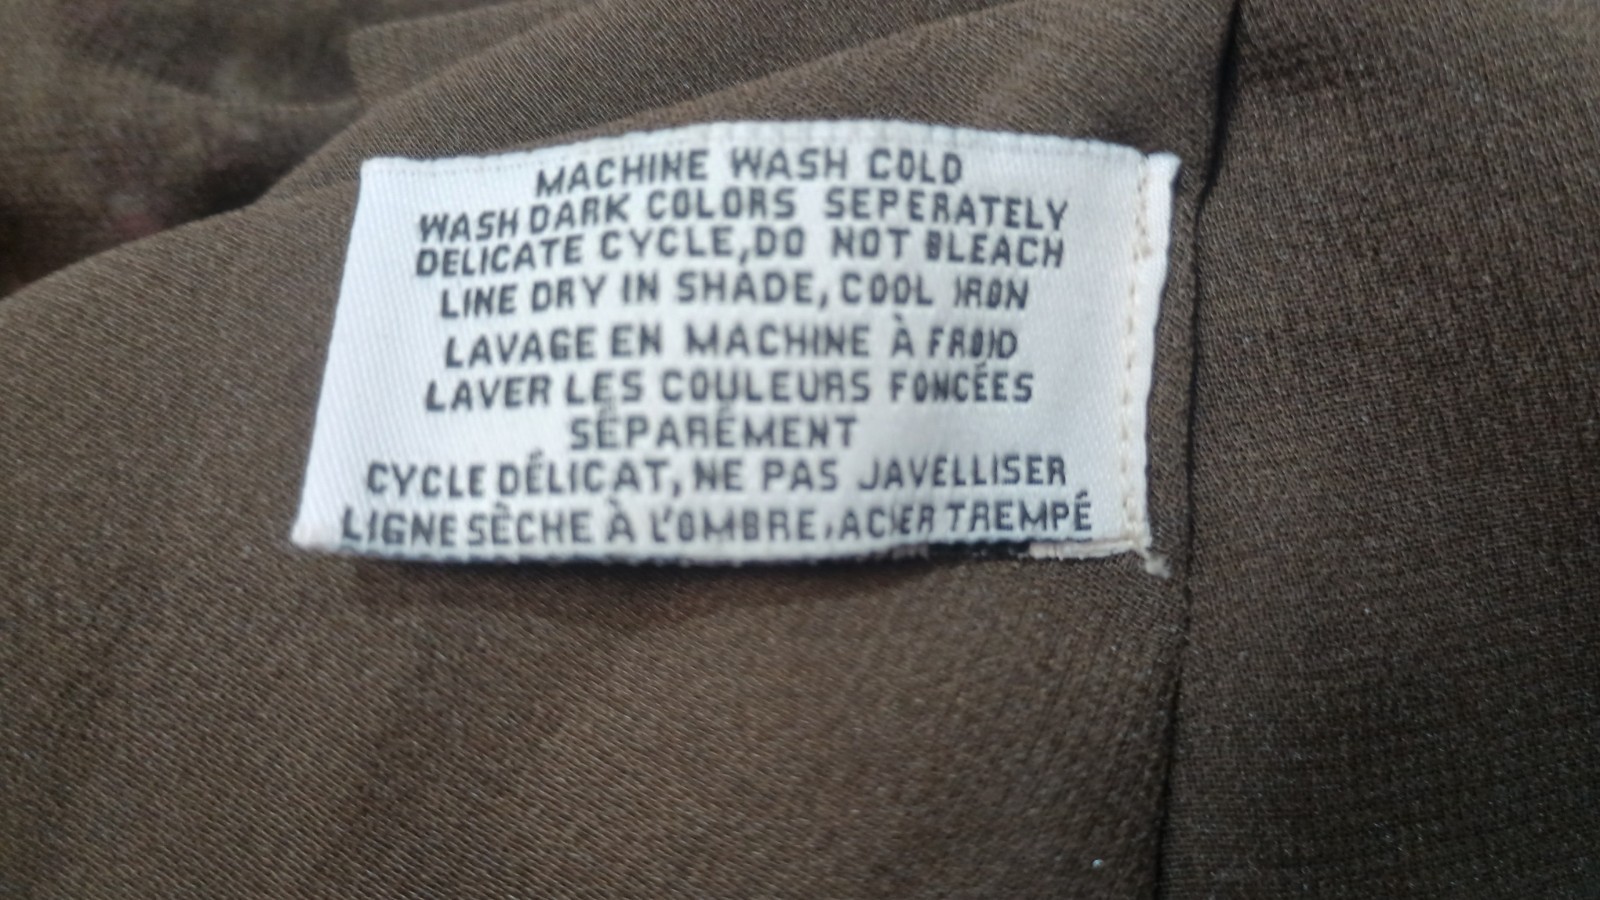 MACHINE WASH COLD
WASH DARK COLORS SEPERATELY
DELICATE CYCLE, DO NOT BLEACH
LINE DRY IN SHADE, COOL IRON
LAVAGE EN MACHINE À FROID
LAVER LES COULEURS FONCÉES
SÉPARÉMENT
CYCLE DÉLICAT, NE PAS JAVELLISER
LIGNE SÈCHE À L'OMBRE, ACIER TREMPÉ